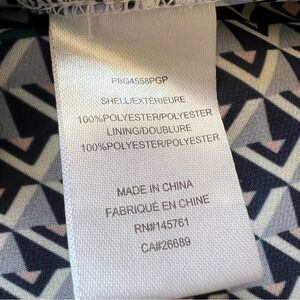 P8G4558PGP
SHELL/EXTÉRIEURE
100%POLYESTER/POLYESTER
LINING/DOUBLURE
100%POLYESTER/POLYESTER
MADE IN CHINA
FABRIQUÉ EN CHINE
RN#145761
CA#26689